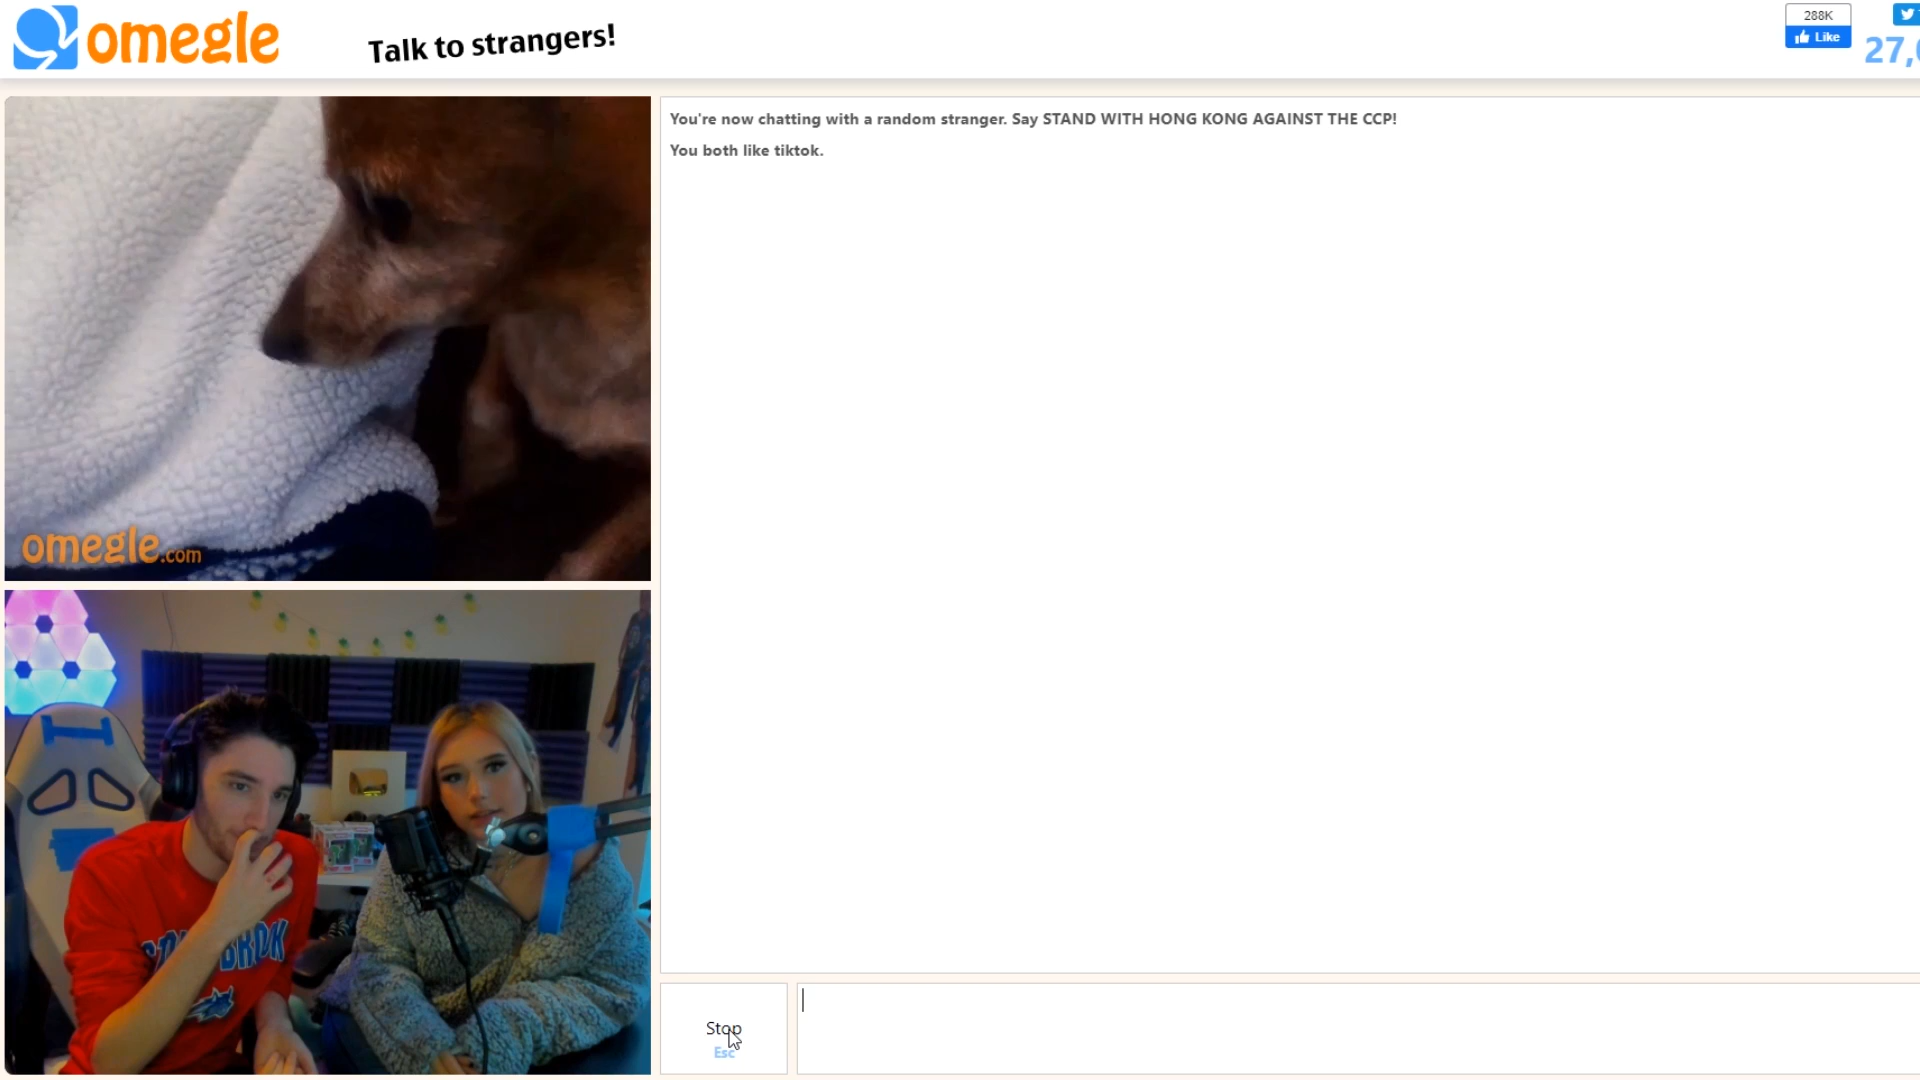 omegle
Talk to strangers!
288K
Like
27,
You're now chatting with a random stranger. Say STAND WITH HONG KONG AGAINST THE CCP!
You both like tiktok.
omegle.com
Stop
Esc